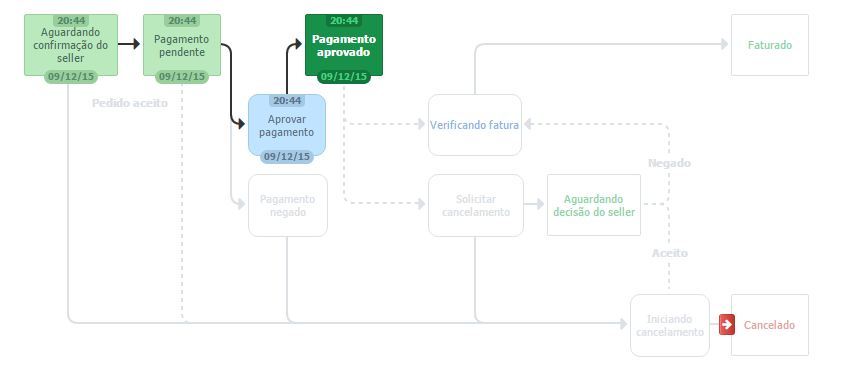 20:44
Aguardando
confirmação do
seller
09/12/15
20:44
Pagamento
pendente
09/12/15
20:44
Pagamento
aprovado
09/12/15
Faturado
Pedido aceito
20:44
Aprovar
pagamento
09/12/15
Verificando fatura
Negado
Pagamento
negado
Solicitar
cancelamento
Aguardando
decisão do seller
Aceito
Iniciando
cancelamento
Cancelado